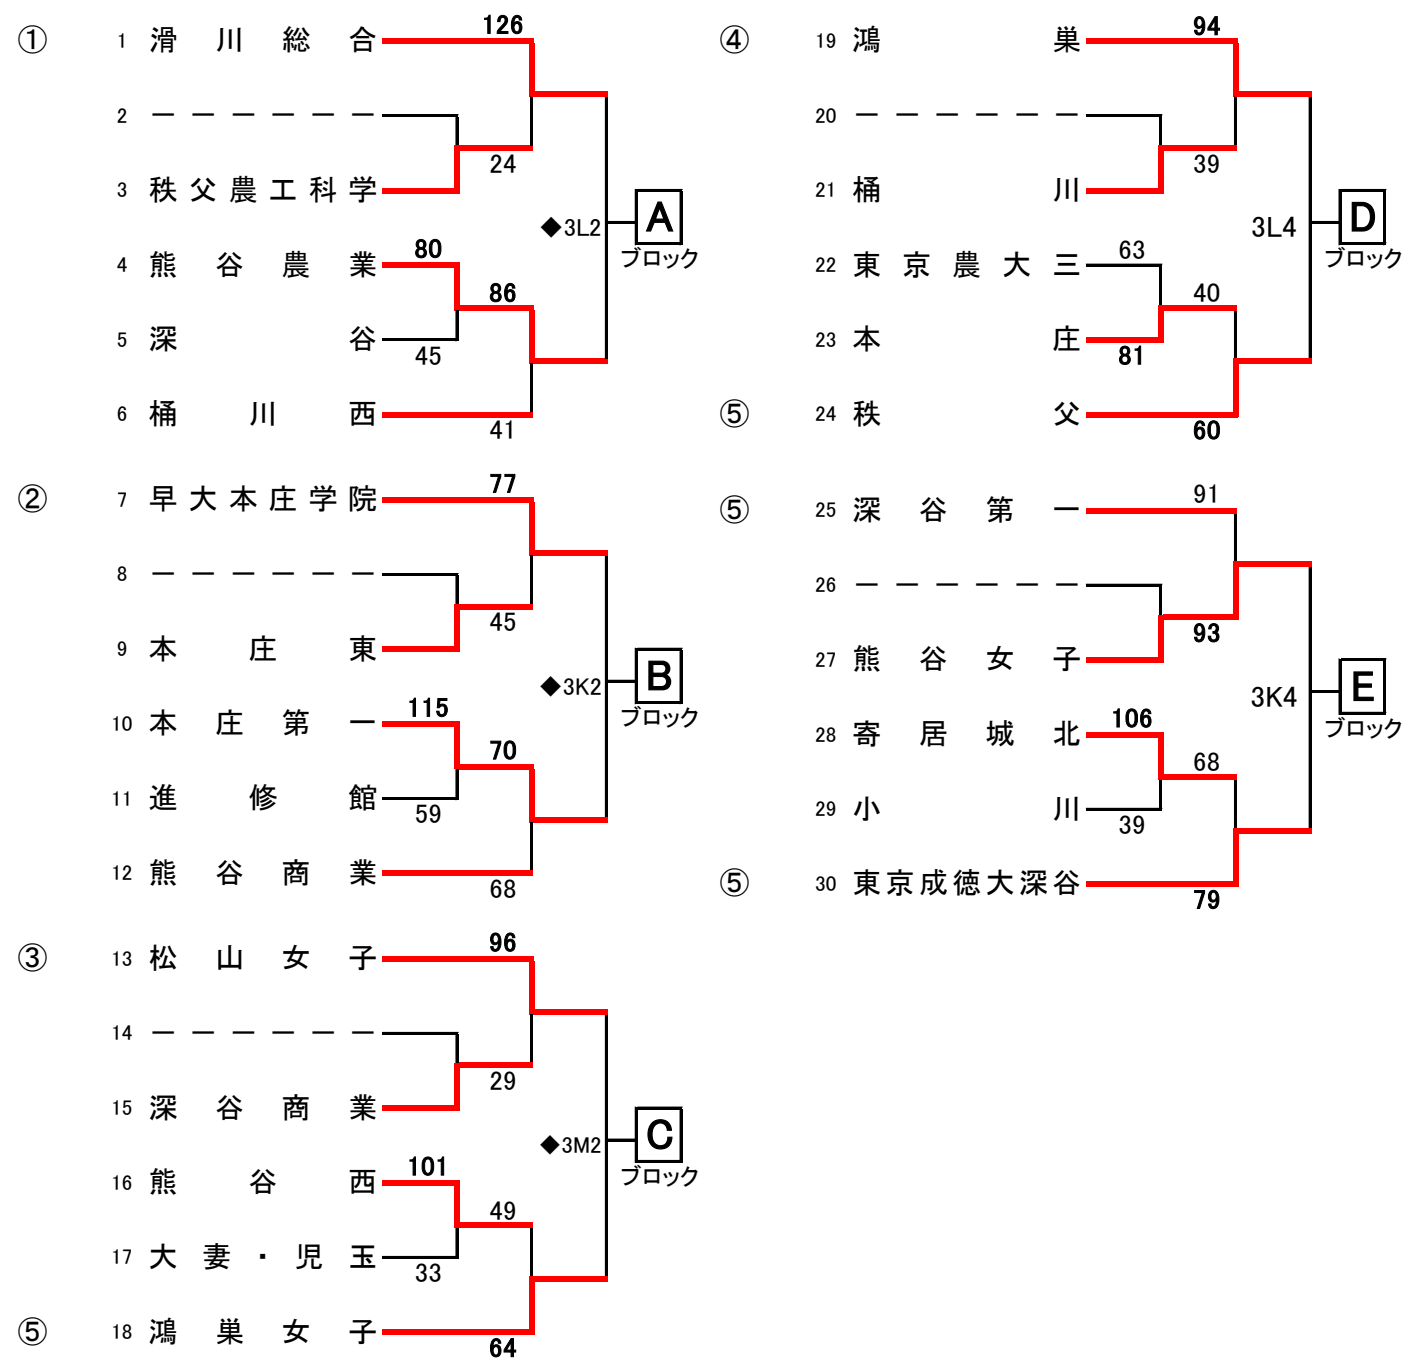 ① 1 滑川総合 126
2 ーーーーーー
24
3 秩父農工科学
◆3L2 A
ブロック
4 熊谷農業 80
86
5 深谷 45
6 桶川西 41
② 7 早大本庄学院 77
8 ーーーーーー
45
9 本庄東
◆3K2 B
ブロック
10 本庄第一 115
70
11 進修館 59
12 熊谷商業 68
③ 13 松山女子 96
14 ーーーーーー
29
15 深谷商業
◆3M2 C
ブロック
16 熊谷西 101
49
17 大妻・児玉 33
⑤ 18 鴻巣女子 64
④ 19 鴻巣 94
20 ーーーーーー
39
21 桶川
3L4 D
ブロック
22 東京農大三 63
40
23 本庄 81
⑤ 24 秩父 60
⑤ 25 深谷第一 91
26 ーーーーーー
93
27 熊谷女子
3K4 E
ブロック
28 寄居城北 106
68
29 小川 39
⑤ 30 東京成徳大深谷 79